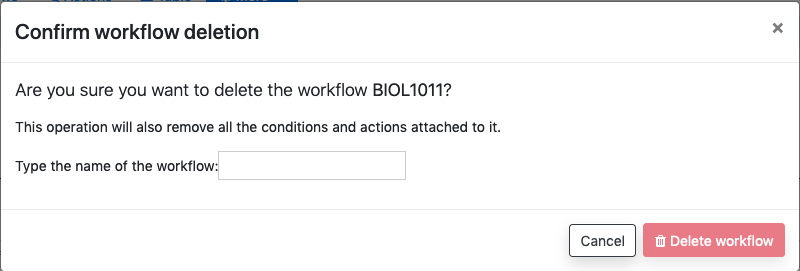 Confirm workflow deletion ×
Are you sure you want to delete the workflow BIOL1011?
This operation will also remove all the conditions and actions attached to it.
Type the name of the workflow:
Cancel Delete workflow